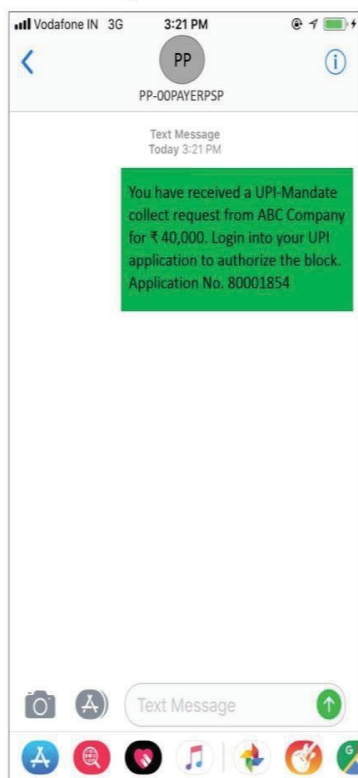 Vodafone IN 3G 3:21 PM
PP
PP-00PAYERPSP
Text Message
Today 3:21 PM
You have received a UPI-Mandate
collect request from ABC Company
for ₹ 40,000. Login into your UPI
application to authorize the block.
Application No. 80001854
Text Message